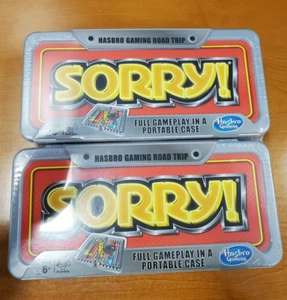 HASBRO GAMING ROAD TRIP
SORRY!
FULL GAMEPLAY IN A
PORTABLE CASE
Hasbro
Gaming
HASBRO GAMING ROAD TRIP
SORRY!
6+
FULL GAMEPLAY IN A
PORTABLE CASE
Hasbro
Gaming